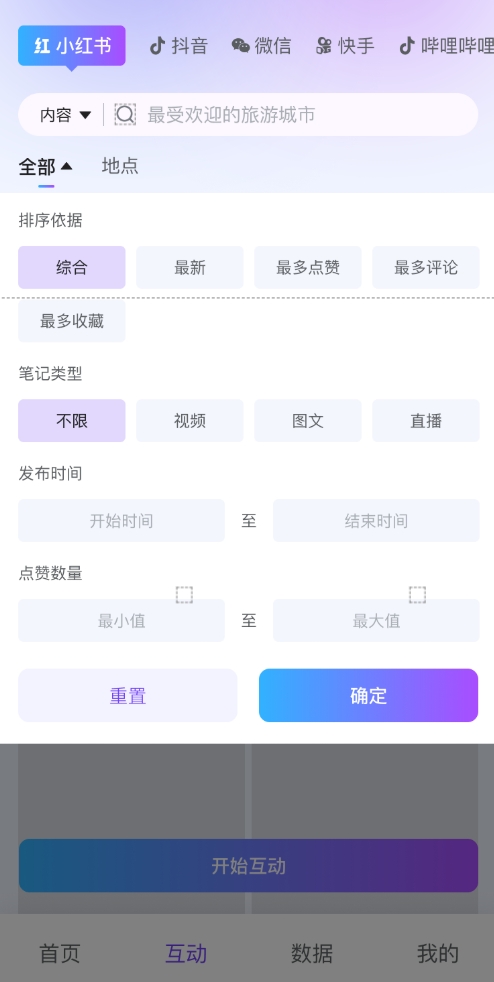 红 小红书 抖音 微信 快手 哔哩哔哩
内容 最受欢迎的旅游城市
全部 地点
排序依据
综合 最新 最多点赞 最多评论
最多收藏
笔记类型
不限 视频 图文 直播
发布时间
开始时间 至 结束时间
点赞数量
最小值 至 最大值
重置 确定
开始互动
首页 互动 数据 我的